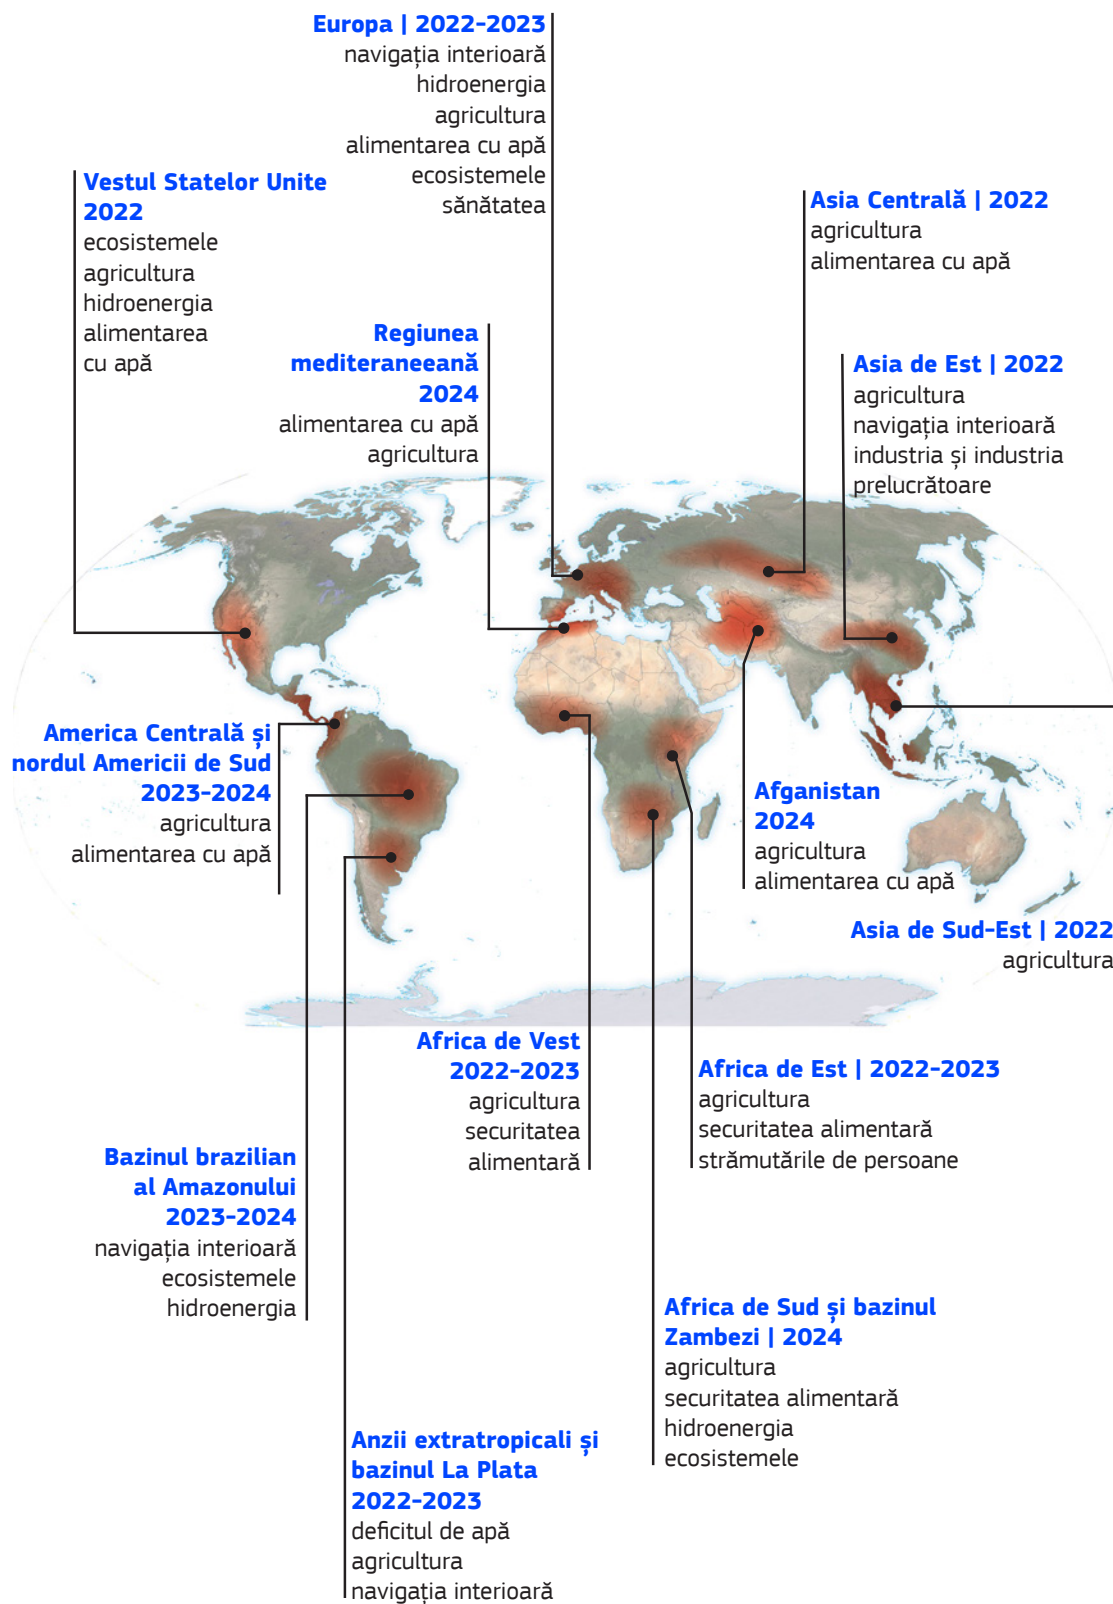 Europa | 2022-2023
navigația interioară
hidroenergia
agricultura
alimentarea cu apă
ecosistemele
sănătatea
Vestul Statelor Unite
2022
ecosistemele
agricultura
hidroenergia
alimentarea
cu apă
Asia Centrală | 2022
agricultura
alimentarea cu apă
Regiunea
mediteraneeană
2024
alimentarea cu apă
agricultura
Asia de Est | 2022
agricultura
navigația interioară
industria și industria
prelucrătoare
America Centrală și
nordul Americii de Sud
2023-2024
agricultura
alimentarea cu apă
Afganistan
2024
agricultura
alimentarea cu apă
Asia de Sud-Est | 2022
agricultura
Africa de Vest
2022-2023
agricultura
securitatea
alimentară
Africa de Est | 2022-2023
agricultura
securitatea alimentară
strămutările de persoane
Bazinul brazilian
al Amazonului
2023-2024
navigația interioară
ecosistemele
hidroenergia
Africa de Sud și bazinul
Zambezi | 2024
agricultura
securitatea alimentară
hidroenergia
ecosistemele
Anzii extratropicali și
bazinul La Plata
2022-2023
deficitul de apă
agricultura
navigația interioară